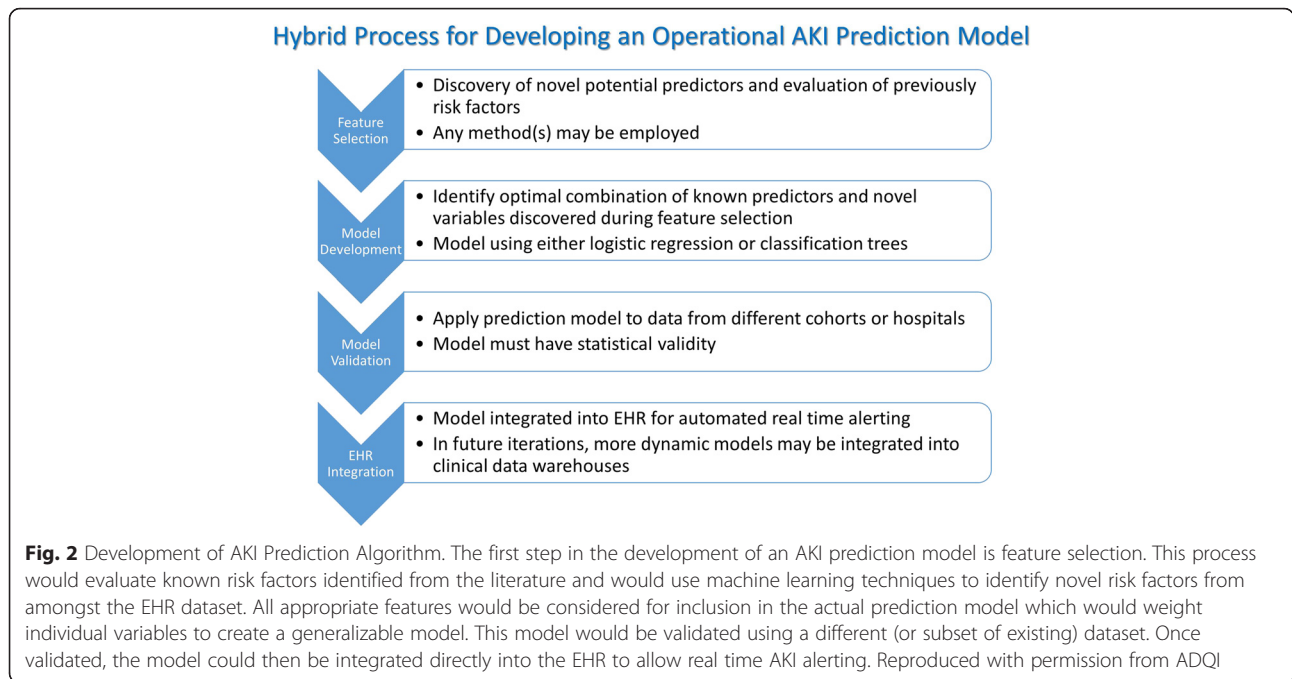 Hybrid Process for Developing an Operational AKI Prediction Model
Feature
Selection
• Discovery of novel potential predictors and evaluation of previously
risk factors
• Any method(s) may be employed
Model
Development
• Identify optimal combination of known predictors and novel
variables discovered during feature selection
• Model using either logistic regression or classification trees
Model
Validation
• Apply prediction model to data from different cohorts or hospitals
• Model must have statistical validity
EHR
Integration
• Model integrated into EHR for automated real time alerting
• In future iterations, more dynamic models may be integrated into
clinical data warehouses
Fig. 2 Development of AKI Prediction Algorithm. The first step in the development of an AKI prediction model is feature selection. This process
would evaluate known risk factors identified from the literature and would use machine learning techniques to identify novel risk factors from
amongst the EHR dataset. All appropriate features would be considered for inclusion in the actual prediction model which would weight
individual variables to create a generalizable model. This model would be validated using a different (or subset of existing) dataset. Once
validated, the model could then be integrated directly into the EHR to allow real time AKI alerting. Reproduced with permission from ADQI